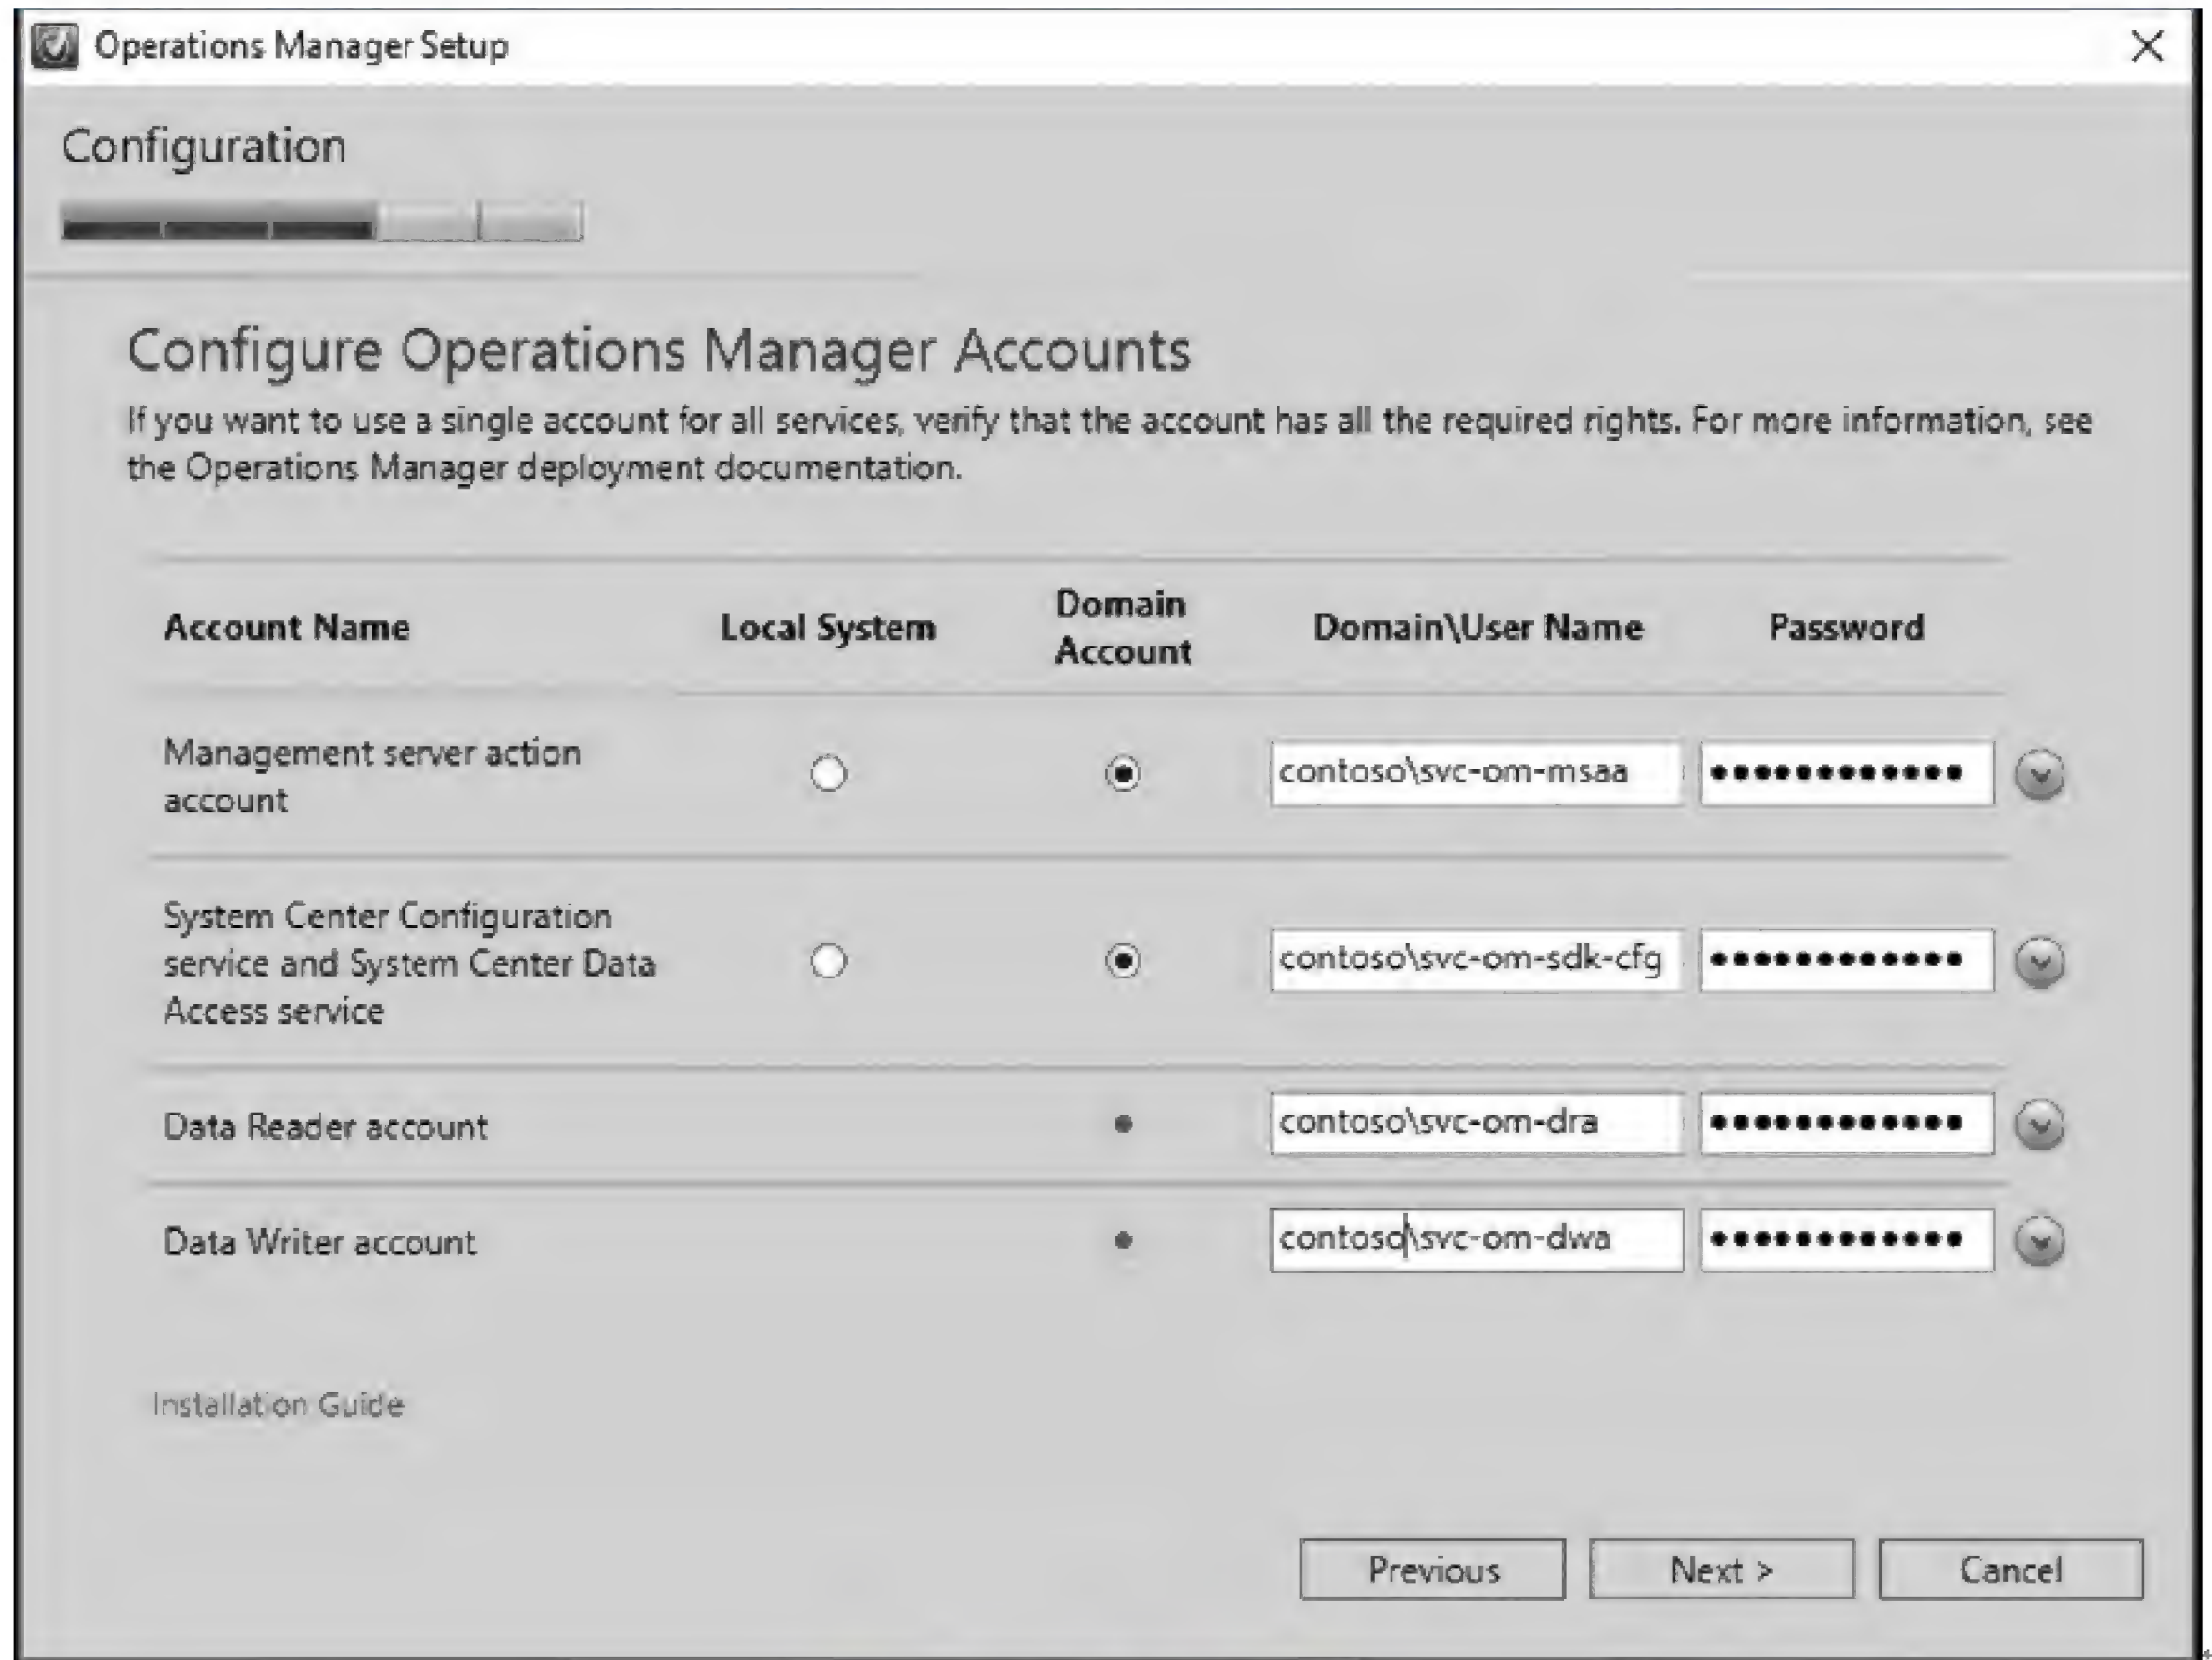 Operations Manager Setup
Configuration
Configure Operations Manager Accounts
If you want to use a single account for all services, verify that the account has all the required rights. For more information, see
the Operations Manager deployment documentation.
Account Name Local System Domain Account Domain\User Name Password
Management server action
account
contoso\svc-om-msaa ••••••••••••
System Center Configuration
service and System Center Data
Access service
contoso\svc-om-sdk-cfg ••••••••••••
Data Reader account contoso\svc-om-dra ••••••••••••
Data Writer account contoso\svc-om-dwa ••••••••••••
Installation Guide
Previous Next > Cancel